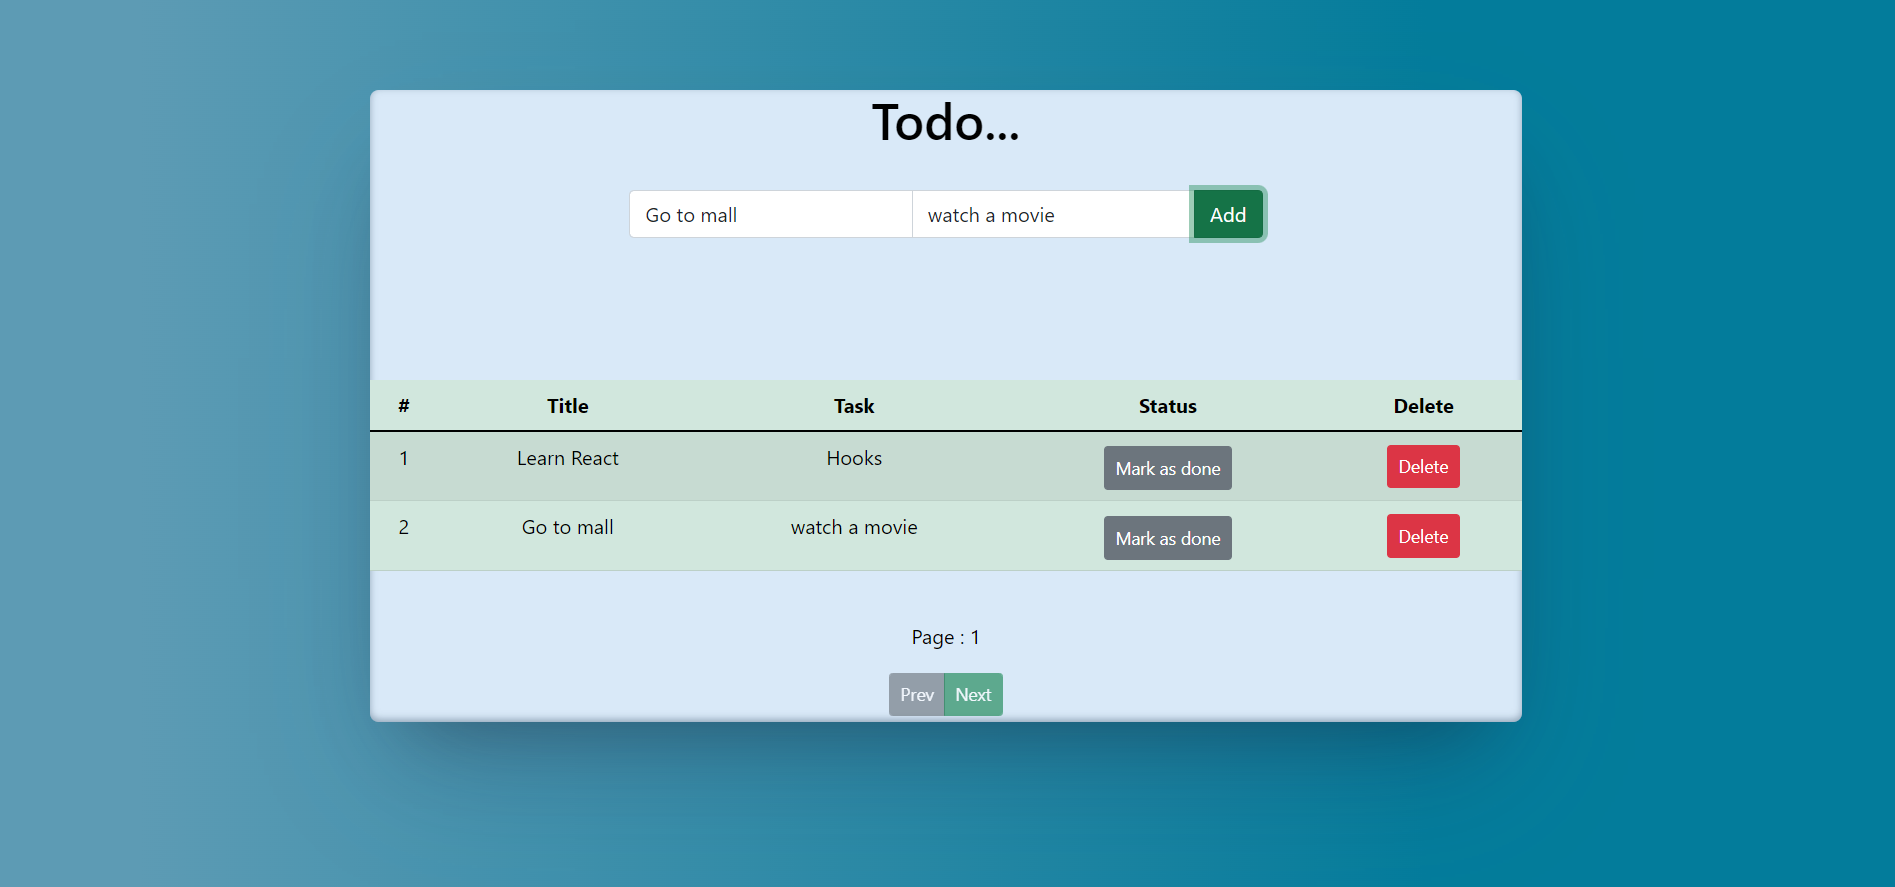 Todo...
Go to mall watch a movie Add
# Title Task Status Delete
1 Learn React Hooks Mark as done Delete
2 Go to mall watch a movie Mark as done Delete
Page : 1
Prev Next